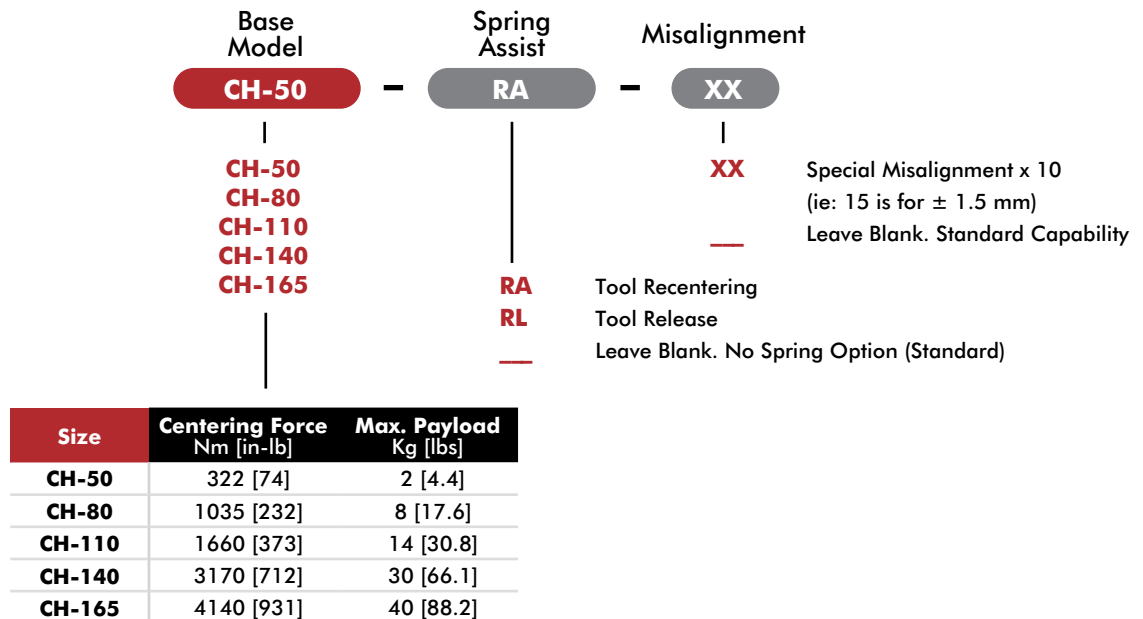 Base
Model
Spring
Assist
Misalignment
CH-50 – RA – XX
CH-50
CH-80
CH-110
CH-140
CH-165
XX Special Misalignment x 10
(ie: 15 is for ± 1.5 mm)
___ Leave Blank. Standard Capability
RA Tool Recentering
RL Tool Release
___ Leave Blank. No Spring Option (Standard)
Size Centering Force Max. Payload
Nm [in-lb] Kg [lbs]
CH-50 322 [74] 2 [4.4]
CH-80 1035 [232] 8 [17.6]
CH-110 1660 [373] 14 [30.8]
CH-140 3170 [712] 30 [66.1]
CH-165 4140 [931] 40 [88.2]